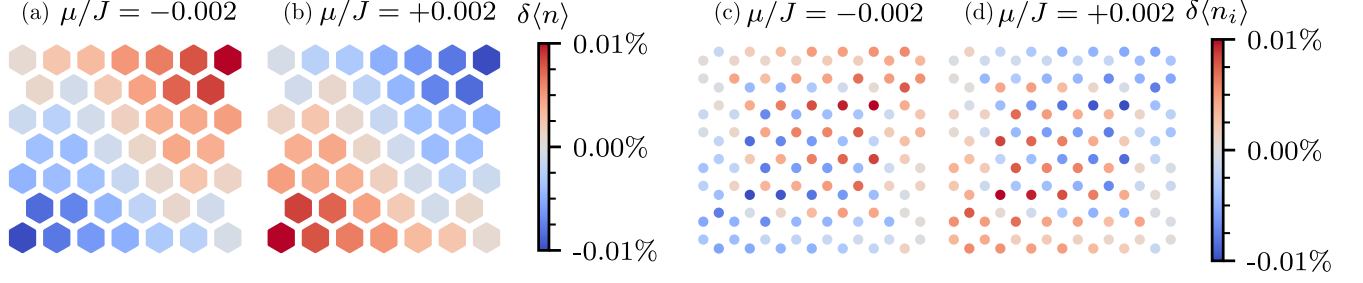 (a) μ/J = −0.002
(b) μ/J = +0.002
δ⟨n⟩
0.01%
0.00%
-0.01%
(c) μ/J = −0.002
(d) μ/J = +0.002
δ⟨nᵢ⟩
0.01%
0.00%
-0.01%